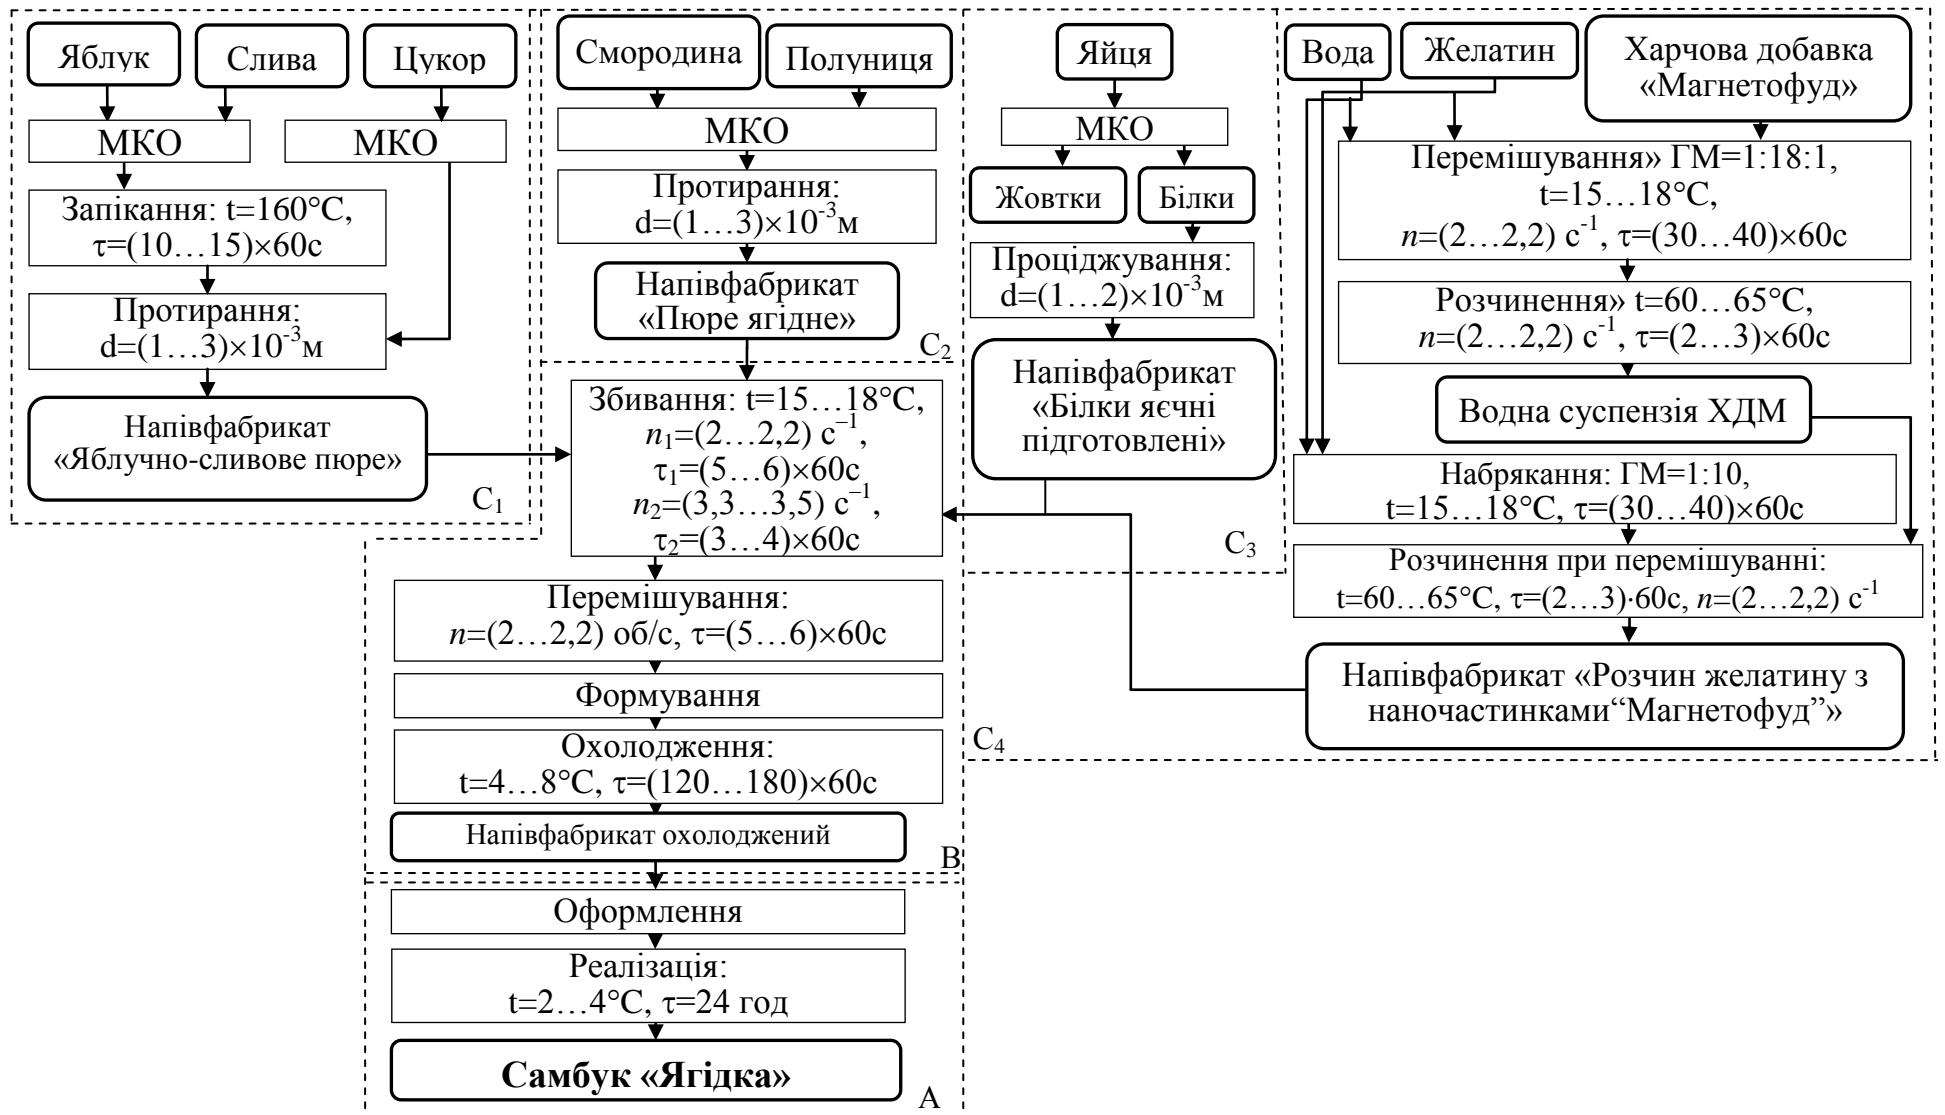 Яблук
Слива
Цукор
МКО
МКО
Запікання: t=160°С,
τ=(10…15)×60с
Протирання:
d=(1…3)×10⁻³м
Напівфабрикат
«Яблучно-сливове пюре»
С₁
Смородина
Полуниця
МКО
Протирання:
d=(1…3)×10⁻³м
Напівфабрикат
«Пюре ягідне»
С₂
Яйця
МКО
Жовтки
Білки
Проціджування:
d=(1…2)×10⁻³м
Напівфабрикат
«Білки яєчні
підготовлені»
С₃
Вода
Желатин
Харчова добавка
«Магнетофуд»
Перемішування» ГМ=1:18:1,
t=15…18°С,
n=(2…2,2) с⁻¹, τ=(30…40)×60с
Розчинення» t=60…65°С,
n=(2…2,2) с⁻¹, τ=(2…3)×60с
Водна суспензія ХДМ
Набрякання: ГМ=1:10,
t=15…18°С, τ=(30…40)×60с
Розчинення при перемішуванні:
t=60…65°С, τ=(2…3)·60с, n=(2…2,2) с⁻¹
Напівфабрикат «Розчин желатину з
наночастинками“Магнетофуд”»
С₄
Збивання: t=15…18°С,
n₁=(2…2,2) с⁻¹,
τ₁=(5…6)×60с
n₂=(3,3…3,5) с⁻¹,
τ₂=(3…4)×60с
Перемішування:
n=(2…2,2) об/с, τ=(5…6)×60с
Формування
Охолодження:
t=4…8°С, τ=(120…180)×60с
Напівфабрикат охолоджений
В
Оформлення
Реалізація:
t=2…4°С, τ=24 год
Самбук «Ягідка»
А